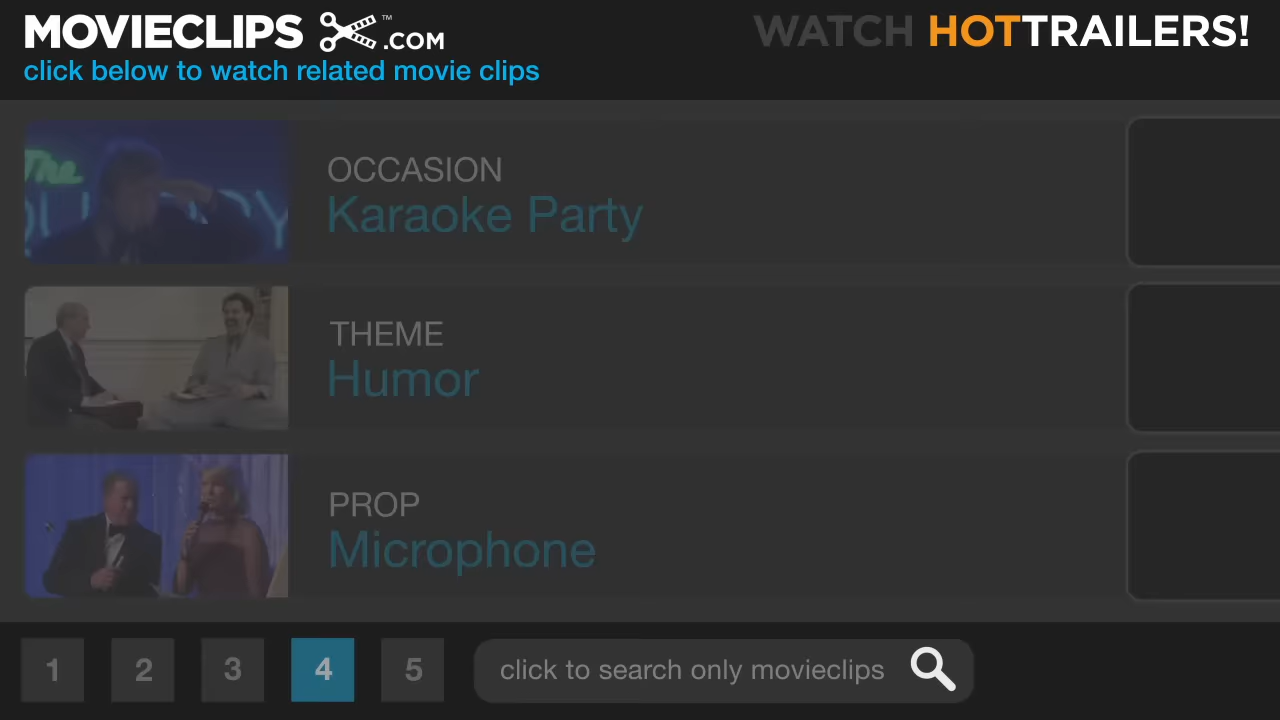 MOVIECLIPS ™ .COM
WATCH HOTTRAILERS!
click below to watch related movie clips
The
OCCASION
Karaoke Party
THEME
Humor
PROP
Microphone
1 2 3 4 5
click to search only movieclips